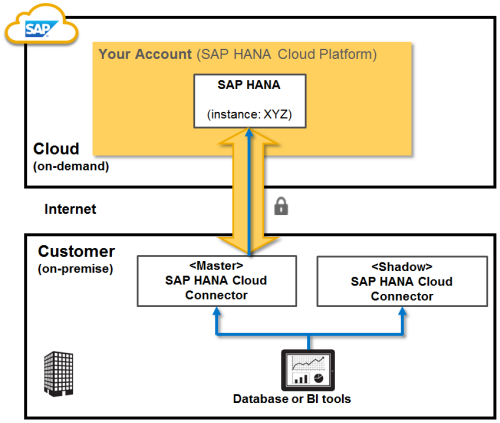 SAP
Your Account (SAP HANA Cloud Platform)
SAP HANA
(instance: XYZ)
Cloud
(on-demand)
Internet
Customer
(on-premise)
<Master>
SAP HANA Cloud
Connector
<Shadow>
SAP HANA Cloud
Connector
Database or BI tools